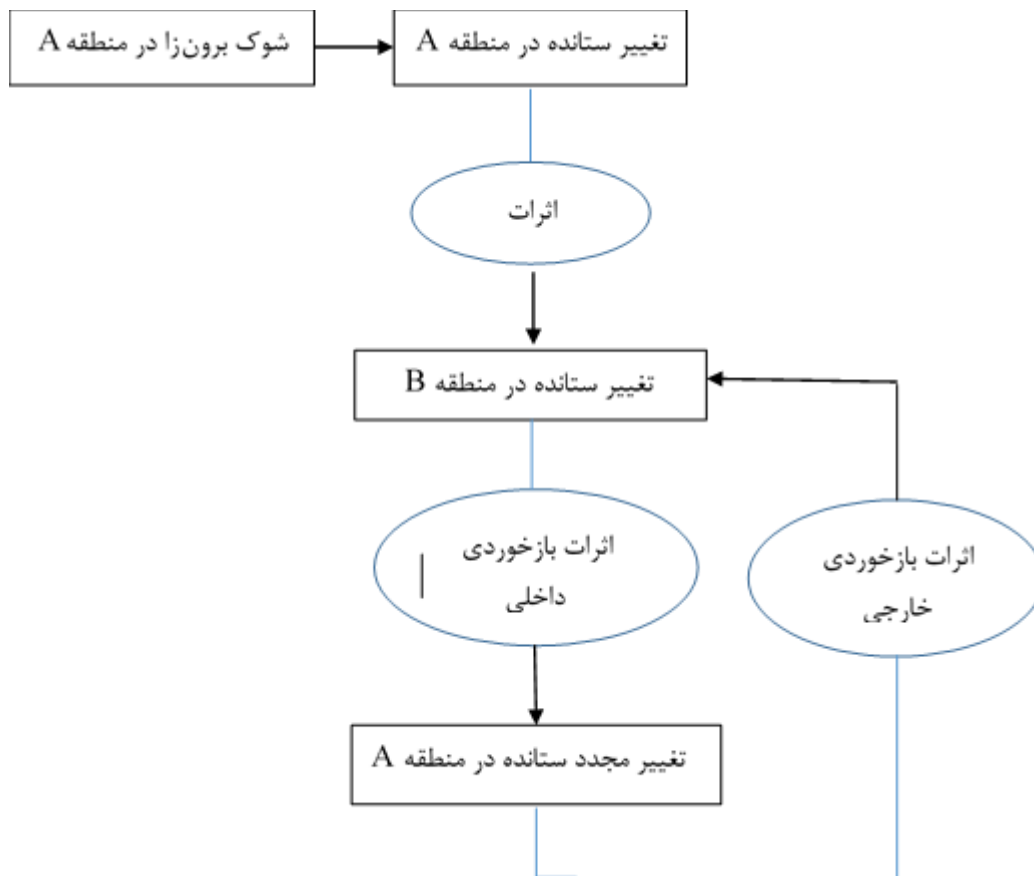 شوک برون‌زا در منطقه A
تغییر ستانده در منطقه A
اثرات
تغییر ستانده در منطقه B
اثرات بازخوردی
داخلی
اثرات بازخوردی
خارجی
تغییر مجدد ستانده در منطقه A